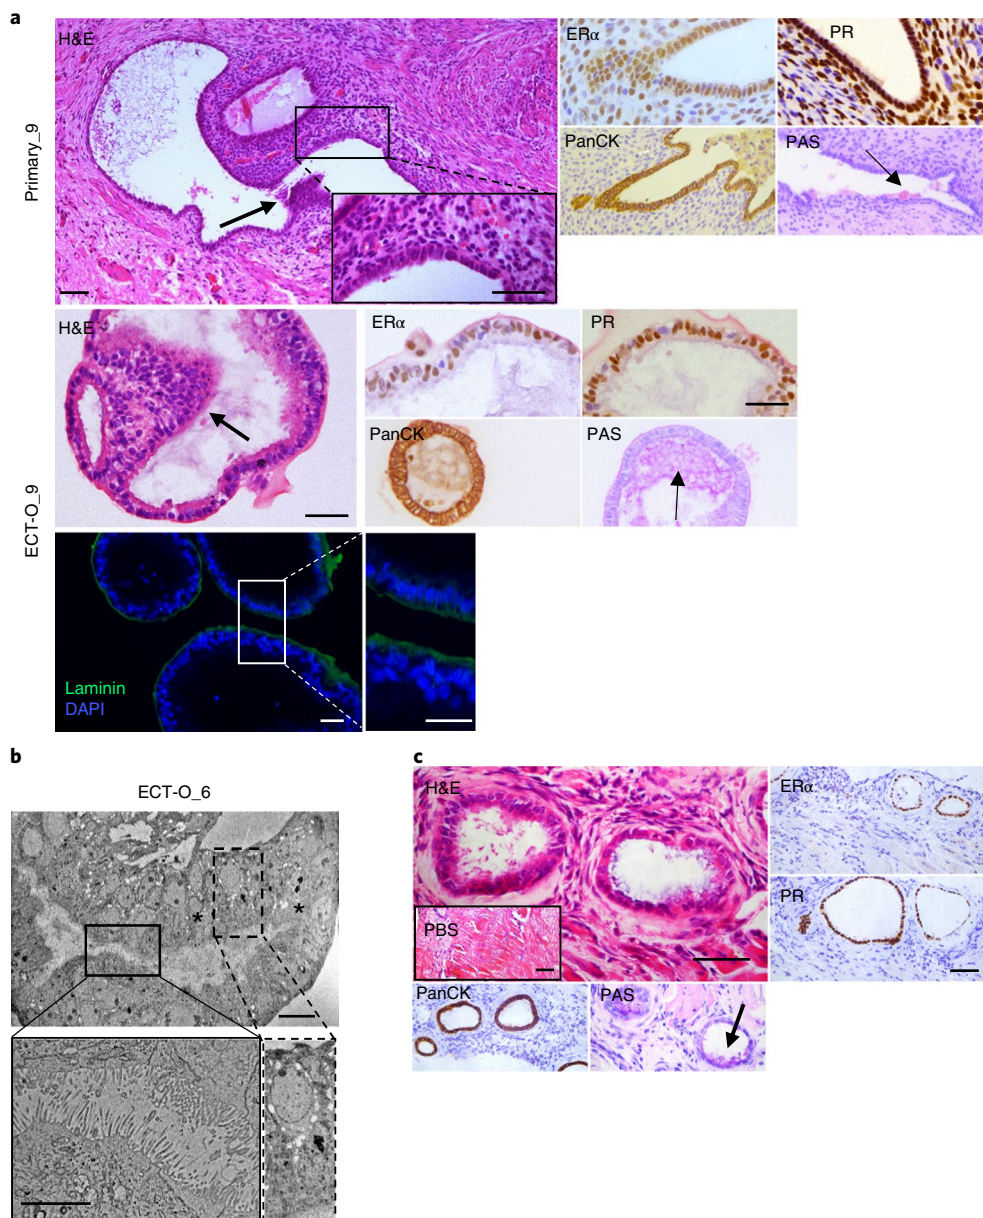 a
Primary_9
H&E
ERα
PR
PanCK
PAS
ECT-O_9
H&E
ERα
PR
PanCK
PAS
Laminin
DAPI
b
ECT-O_6
*
*
c
H&E
PBS
ERα
PR
PanCK
PAS